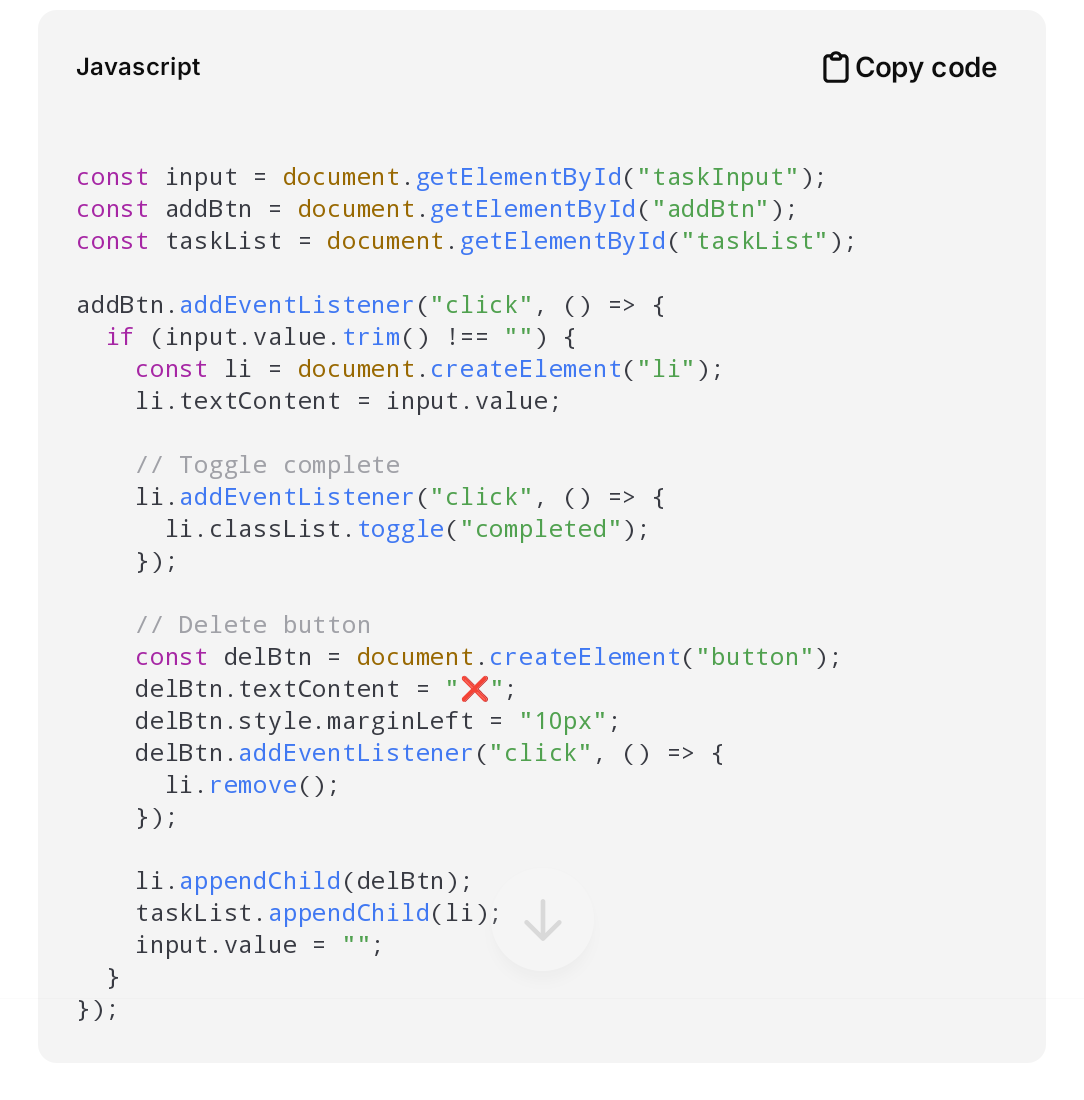 Javascript
Copy code
const input = document.getElementById("taskInput");
const addBtn = document.getElementById("addBtn");
const taskList = document.getElementById("taskList");
addBtn.addEventListener("click", () => {
  if (input.value.trim() !== "") {
    const li = document.createElement("li");
    li.textContent = input.value;
    // Toggle complete
    li.addEventListener("click", () => {
      li.classList.toggle("completed");
    });
    // Delete button
    const delBtn = document.createElement("button");
    delBtn.textContent = "❌";
    delBtn.style.marginLeft = "10px";
    delBtn.addEventListener("click", () => {
      li.remove();
    });
    li.appendChild(delBtn);
    taskList.appendChild(li);
    input.value = "";
  }
});